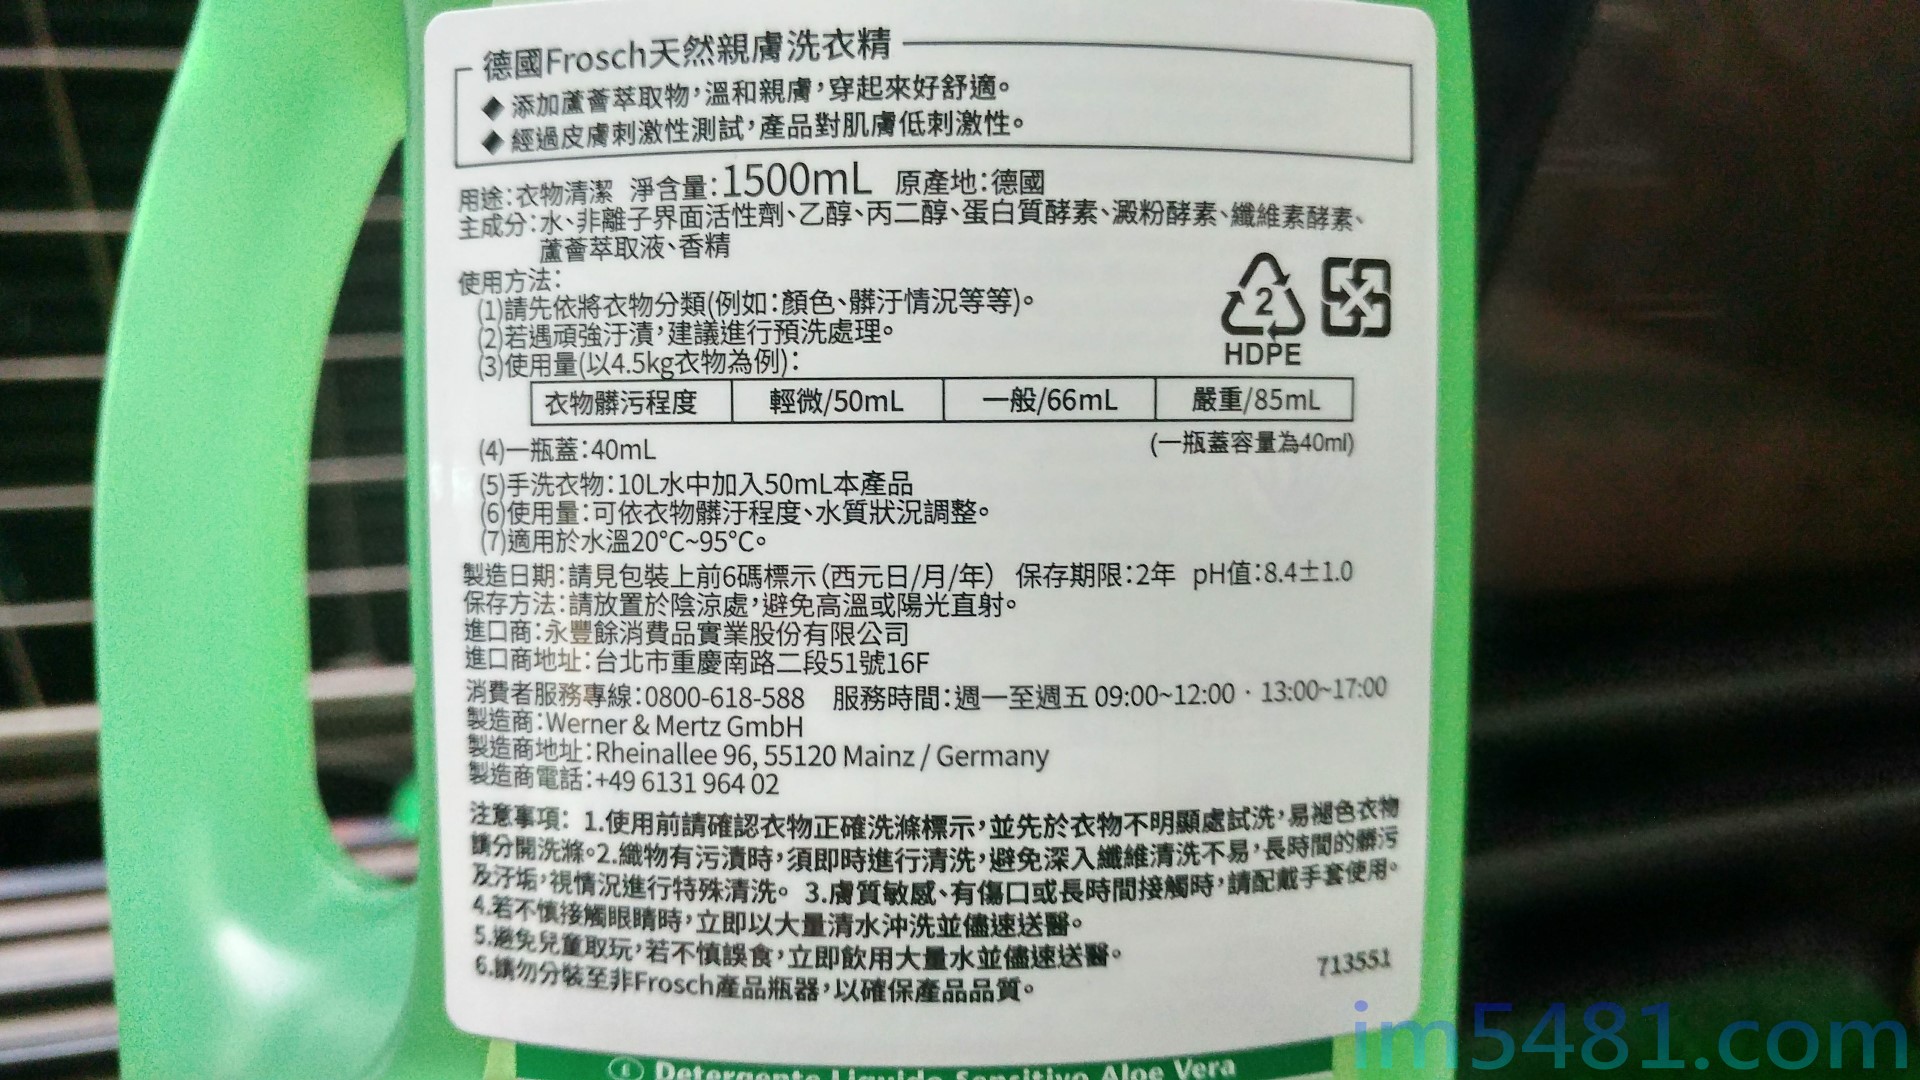 德國Frosch天然親膚洗衣精
◆ 添加蘆薈萃取物，溫和親膚，穿起來好舒適。
◆ 經過皮膚刺激性測試，產品對肌膚低刺激性。
用途：衣物清潔 淨含量：1500mL 原產地：德國
主成分：水、非離子界面活性劑、乙醇、丙二醇、蛋白質酵素、澱粉酵素、纖維素酵素、
蘆薈萃取液、香精
使用方法：
(1)請先依將衣物分類(例如：顏色、髒汙情況等等)。
(2)若遇頑強汙漬，建議進行預洗處理。
(3)使用量(以4.5kg衣物為例)：
HDPE
2
衣物髒污程度 輕微/50mL 一般/66mL 嚴重/85mL
(4)一瓶蓋：40mL (一瓶蓋容量為40ml)
(5)手洗衣物：10L水中加入50mL本產品
(6)使用量：可依衣物髒汙程度、水質狀況調整。
(7)適用於水溫20°C~95°C。
製造日期：請見包裝上前6碼標示（西元日/月/年） 保存期限：2年 pH值：8.4±1.0
保存方法：請放置於陰涼處，避免高溫或陽光直射。
進口商：永豐餘消費品實業股份有限公司
進口商地址：台北市重慶南路二段51號16F
消費者服務專線：0800-618-588 服務時間：週一至週五 09:00~12:00．13:00~17:00
製造商：Werner & Mertz GmbH
製造商地址：Rheinallee 96, 55120 Mainz / Germany
製造商電話：+49 6131 964 02
注意事項： 1.使用前請確認衣物正確洗滌標示，並先於衣物不明顯處試洗，易褪色衣物
請分開洗滌。2.織物有污漬時，須即時進行清洗，避免深入纖維清洗不易，長時間的髒污
及汙垢，視情況進行特殊清洗。 3.膚質敏感、有傷口或長時間接觸時，請配戴手套使用。
4.若不慎接觸眼睛時，立即以大量清水沖洗並儘速送醫。
5.避免兒童取玩，若不慎誤食，立即飲用大量水並儘速送醫。
6.請勿分裝至非Frosch產品瓶器，以確保產品品質。
713551
E Detergente Líquido Sensitive Aloe Vera
im5481.com